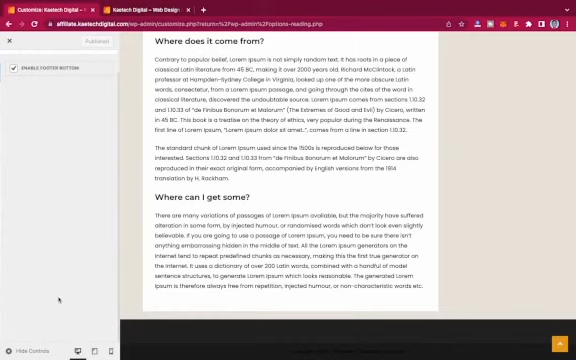 Customize: Kaetech Digital - W
Kaetech Digital - Web Design
affiliate.kaetechdigital.com/wp-admin/customize.php?return=%2Fwp-admin%2Foptions-reading.php
Published
ENABLE FOOTER BOTTOM
Where does it come from?
Contrary to popular belief, Lorem Ipsum is not simply random text. It has roots in a piece of
classical Latin literature from 45 BC, making it over 2000 years old. Richard McClintock, a Latin
professor at Hampden-Sydney College in Virginia, looked up one of the more obscure Latin
words, consectetur, from a Lorem Ipsum passage, and going through the cites of the word in
classical literature, discovered the undoubtable source. Lorem Ipsum comes from sections 1.10.32
and 1.10.33 of "de Finibus Bonorum et Malorum" (The Extremes of Good and Evil) by Cicero, written
in 45 BC. This book is a treatise on the theory of ethics, very popular during the Renaissance. The
first line of Lorem Ipsum, "Lorem ipsum dolor sit amet..", comes from a line in section 1.10.32.
The standard chunk of Lorem Ipsum used since the 1500s is reproduced below for those
interested. Sections 1.10.32 and 1.10.33 from "de Finibus Bonorum et Malorum" by Cicero are also
reproduced in their exact original form, accompanied by English versions from the 1914
translation by H. Rackham.
Where can I get some?
There are many variations of passages of Lorem Ipsum available, but the majority have suffered
alteration in some form, by injected humour, or randomised words which don't look even slightly
believable. If you are going to use a passage of Lorem Ipsum, you need to be sure there isn't
anything embarrassing hidden in the middle of text. All the Lorem Ipsum generators on the
Internet tend to repeat predefined chunks as necessary, making this the first true generator on
the Internet. It uses a dictionary of over 200 Latin words, combined with a handful of model
sentence structures, to generate Lorem Ipsum which looks reasonable. The generated Lorem
Ipsum is therefore always free from repetition, injected humour, or non-characteristic words etc.
Hide Controls